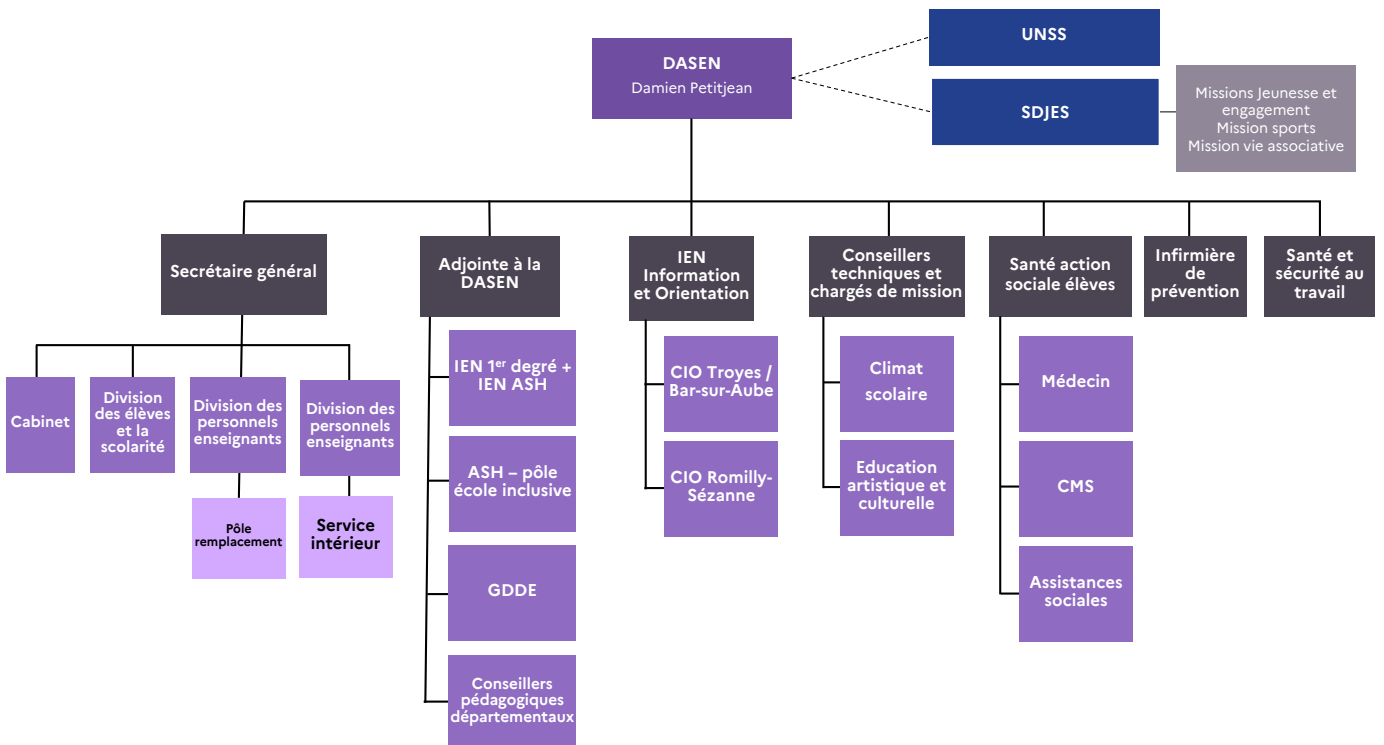 DASEN
Damien Petitjean
UNSS
SDJES
Missions Jeunesse et
engagement
Mission sports
Mission vie associative
Secrétaire général
Adjointe à la
DASEN
IEN
Information
et Orientation
Conseillers
techniques et
chargés de mission
Santé action
sociale élèves
Infirmière
de
prévention
Santé et
sécurité au
travail
Cabinet
Division
des élèves
et la
scolarité
Division des
personnels
enseignants
Division des
personnels
enseignants
Pôle
remplacement
Service
intérieur
IEN 1er degré +
IEN ASH
ASH – pôle
école inclusive
GDDE
Conseillers
pédagogiques
départementaux
CIO Troyes /
Bar-sur-Aube
CIO Romilly-
Sézanne
Climat
scolaire
Education
artistique et
culturelle
Médecin
CMS
Assistances
sociales